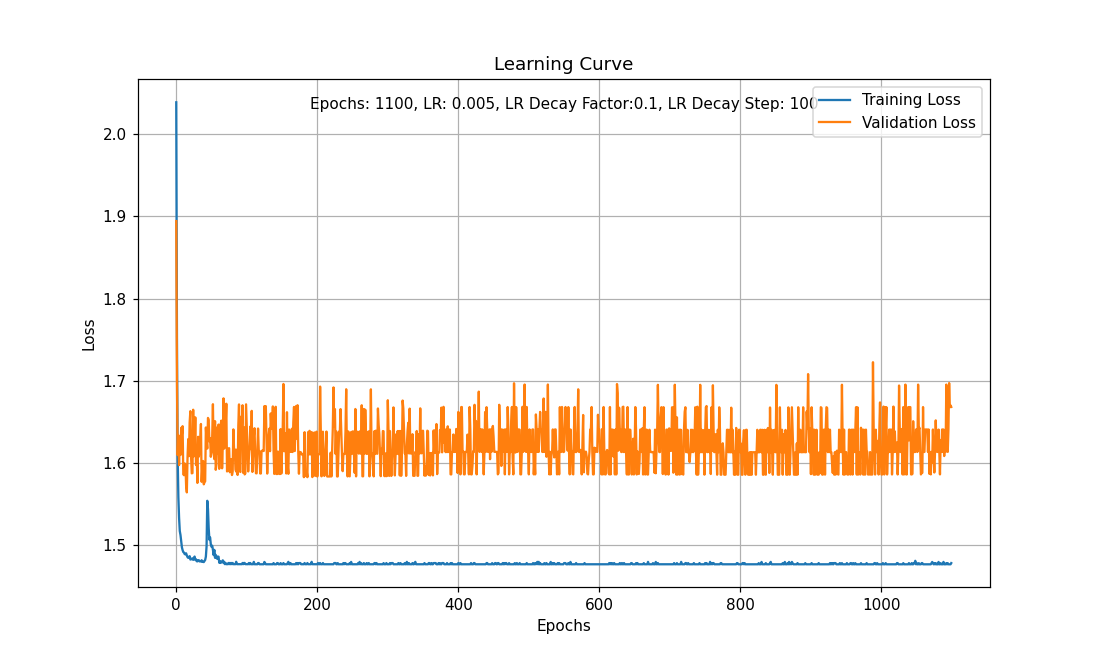 Learning Curve
Epochs: 1100, LR: 0.005, LR Decay Factor:0.1, LR Decay Step: 100
Training Loss
Validation Loss
2.0
1.9
1.8
1.7
1.6
1.5
Loss
0 200 400 600 800 1000
Epochs